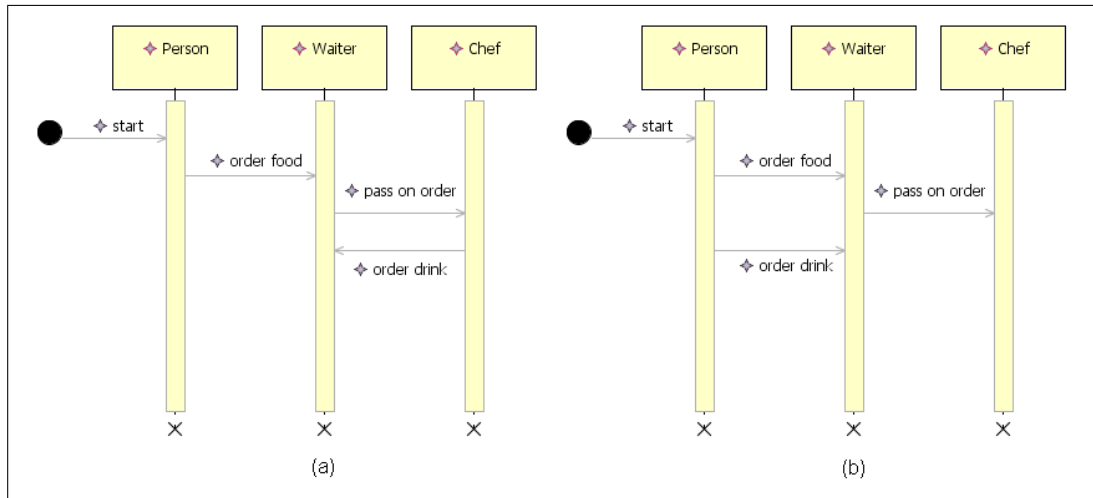 Person Waiter Chef
start
order food
pass on order
order drink
(a)
Person Waiter Chef
start
order food
pass on order
order drink
(b)